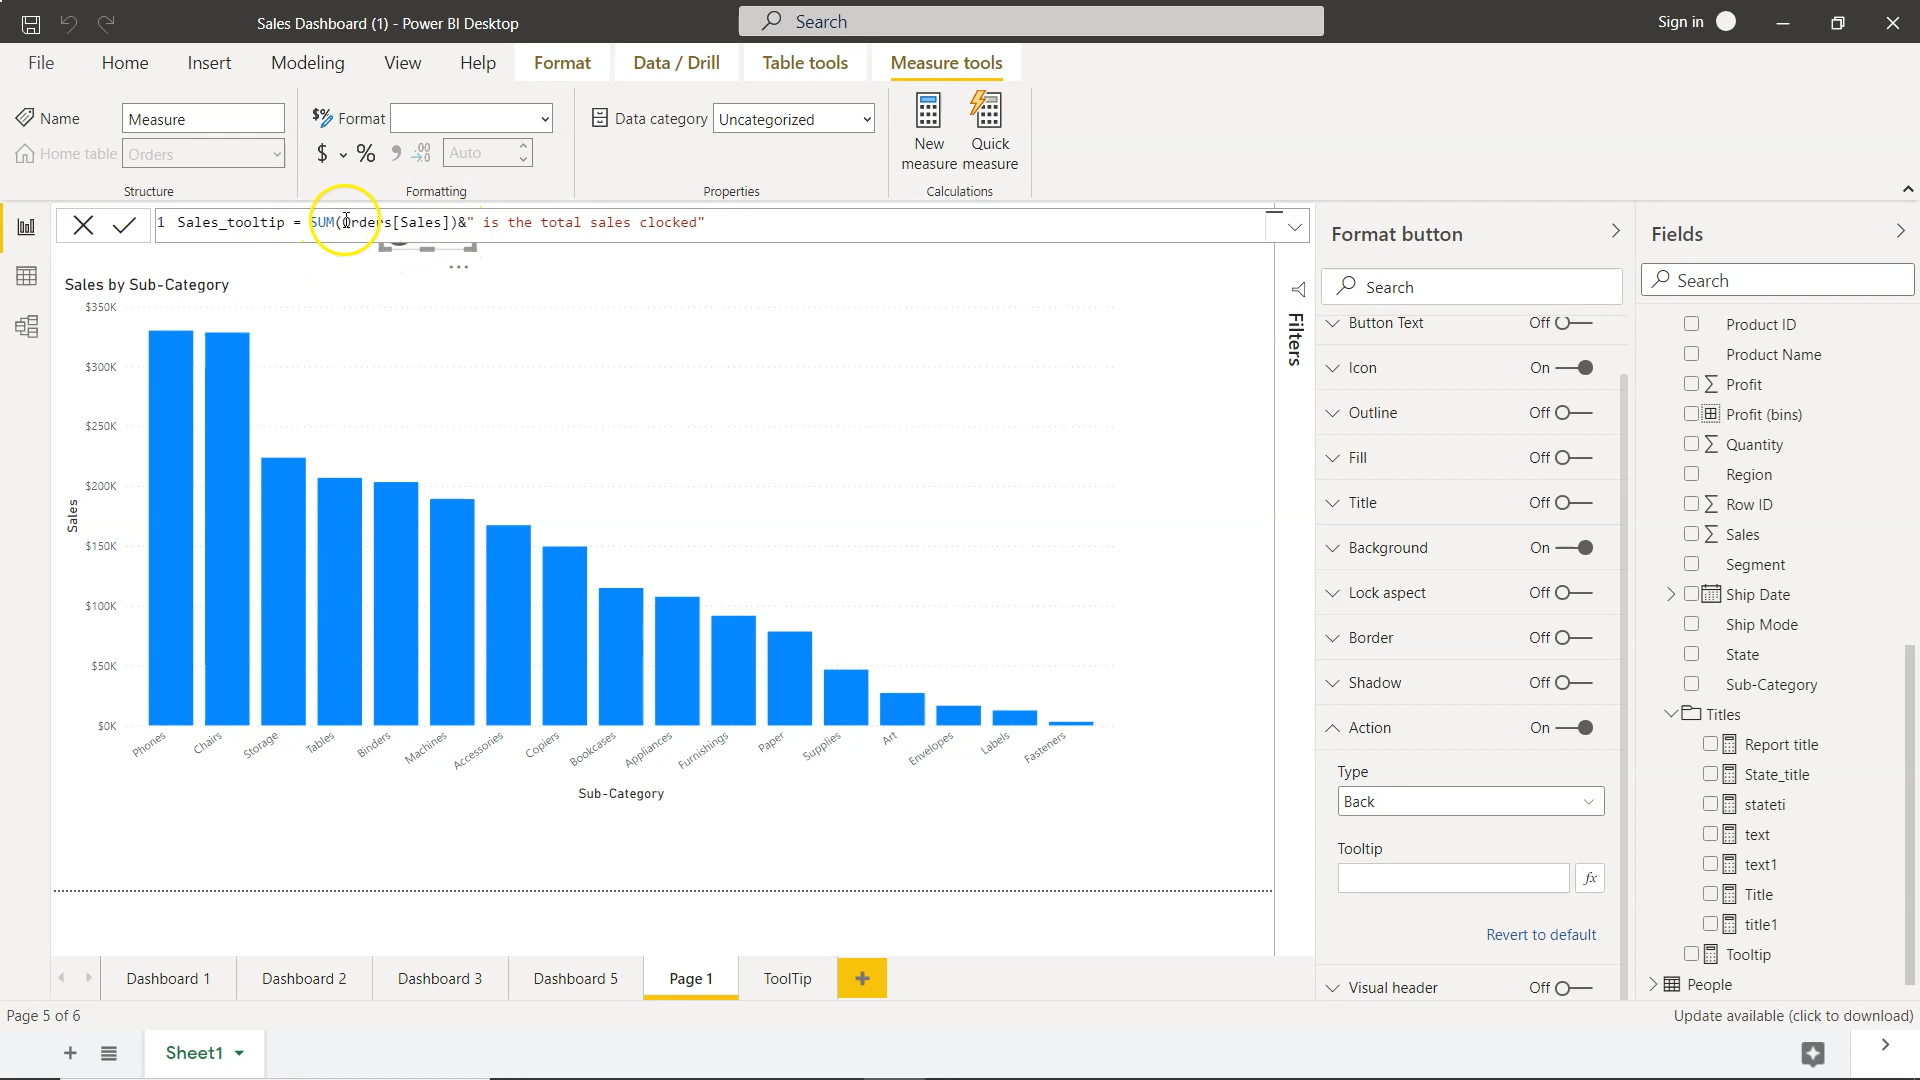 Sales Dashboard (1) - Power BI Desktop
Search
Sign in
File
Home
Insert
Modeling
View
Help
Format
Data / Drill
Table tools
Measure tools
Name
Measure
Home table
Orders
Structure
Format
$
%
Auto
Formatting
Data category
Uncategorized
Properties
New measure
Quick measure
Calculations
1 Sales_tooltip = SUM(Orders[Sales])&" is the total sales clocked"
Sales by Sub-Category
$350K
$300K
$250K
$200K
$150K
$100K
$50K
$0K
Sales
Phones
Chairs
Storage
Tables
Binders
Machines
Accessories
Copiers
Bookcases
Appliances
Furnishings
Paper
Supplies
Art
Envelopes
Labels
Fasteners
Sub-Category
Filters
Format button
Search
Button Text Off
Icon On
Outline Off
Fill Off
Title Off
Background On
Lock aspect Off
Border Off
Shadow Off
Action On
Type
Back
Tooltip
fx
Revert to default
Visual header Off
Fields
Search
Product ID
Product Name
Profit
Profit (bins)
Quantity
Region
Row ID
Sales
Segment
Ship Date
Ship Mode
State
Sub-Category
Titles
Report title
State_title
stateti
text
text1
Title
title1
Tooltip
People
Dashboard 1
Dashboard 2
Dashboard 3
Dashboard 5
Page 1
ToolTip
Page 5 of 6
Update available (click to download)
Sheet1